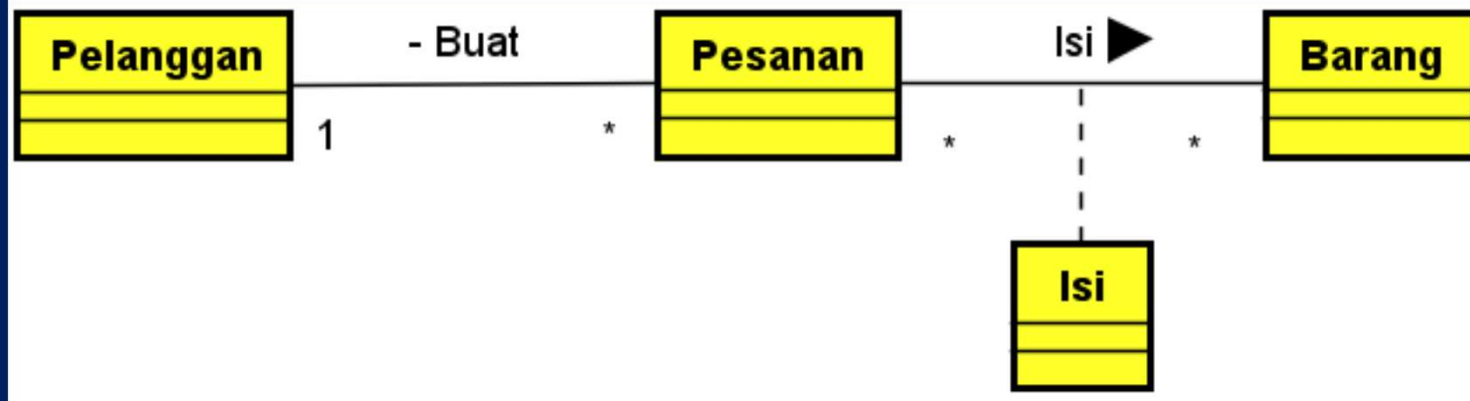 Pelanggan
- Buat
Pesanan
Isi ▶
Barang
1
*
*
*
Isi